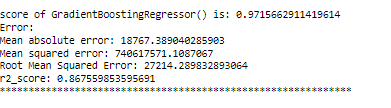 score of GradientBoostingRegressor() is: 0.9715662911419614
Error:
Mean absolute error: 18767.389040285903
Mean squared error: 740617571.1087067
Root Mean Squared Error: 27214.289832893064
r2_score: 0.867559853595691
************************************************************